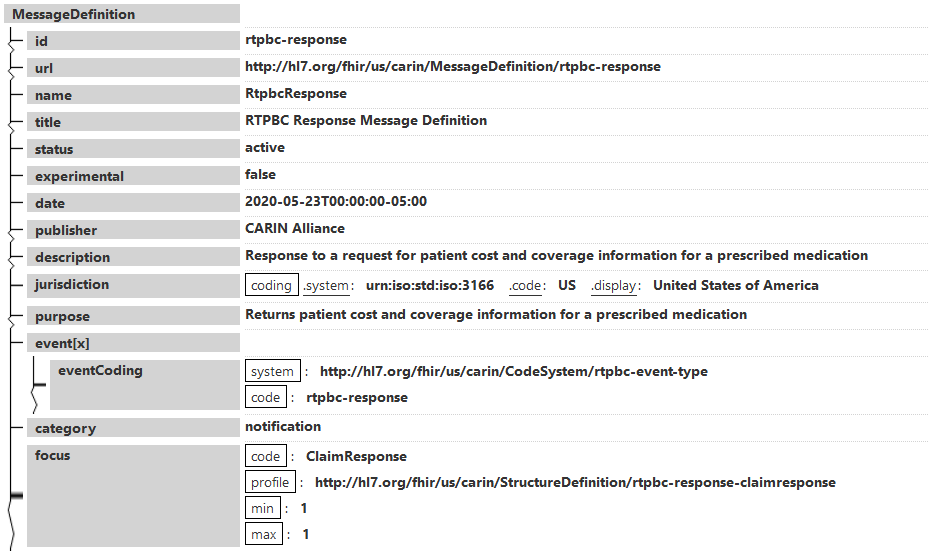 MessageDefinition
id rtpbc-response
url http://hl7.org/fhir/us/carin/MessageDefinition/rtpbc-response
name RtpbcResponse
title RTPBC Response Message Definition
status active
experimental false
date 2020-05-23T00:00:00-05:00
publisher CARIN Alliance
description Response to a request for patient cost and coverage information for a prescribed medication
jurisdiction coding .system: urn:iso:std:iso:3166 .code: US .display: United States of America
purpose Returns patient cost and coverage information for a prescribed medication
event[x]
eventCoding system : http://hl7.org/fhir/us/carin/CodeSystem/rtpbc-event-type
code : rtpbc-response
category notification
focus code : ClaimResponse
profile : http://hl7.org/fhir/us/carin/StructureDefinition/rtpbc-response-claimresponse
min : 1
max : 1